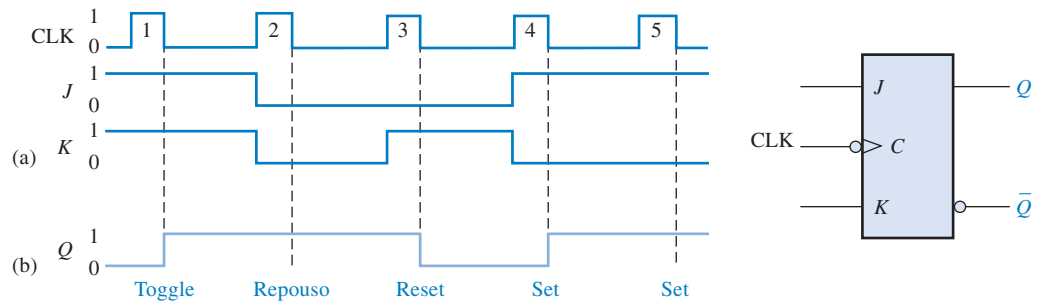 CLK 1 0 1 2 3 4 5
J 1 0
(a) K 1 0
(b) Q 1 0
Toggle Repouso Reset Set Set
J Q
CLK C
K Q̅